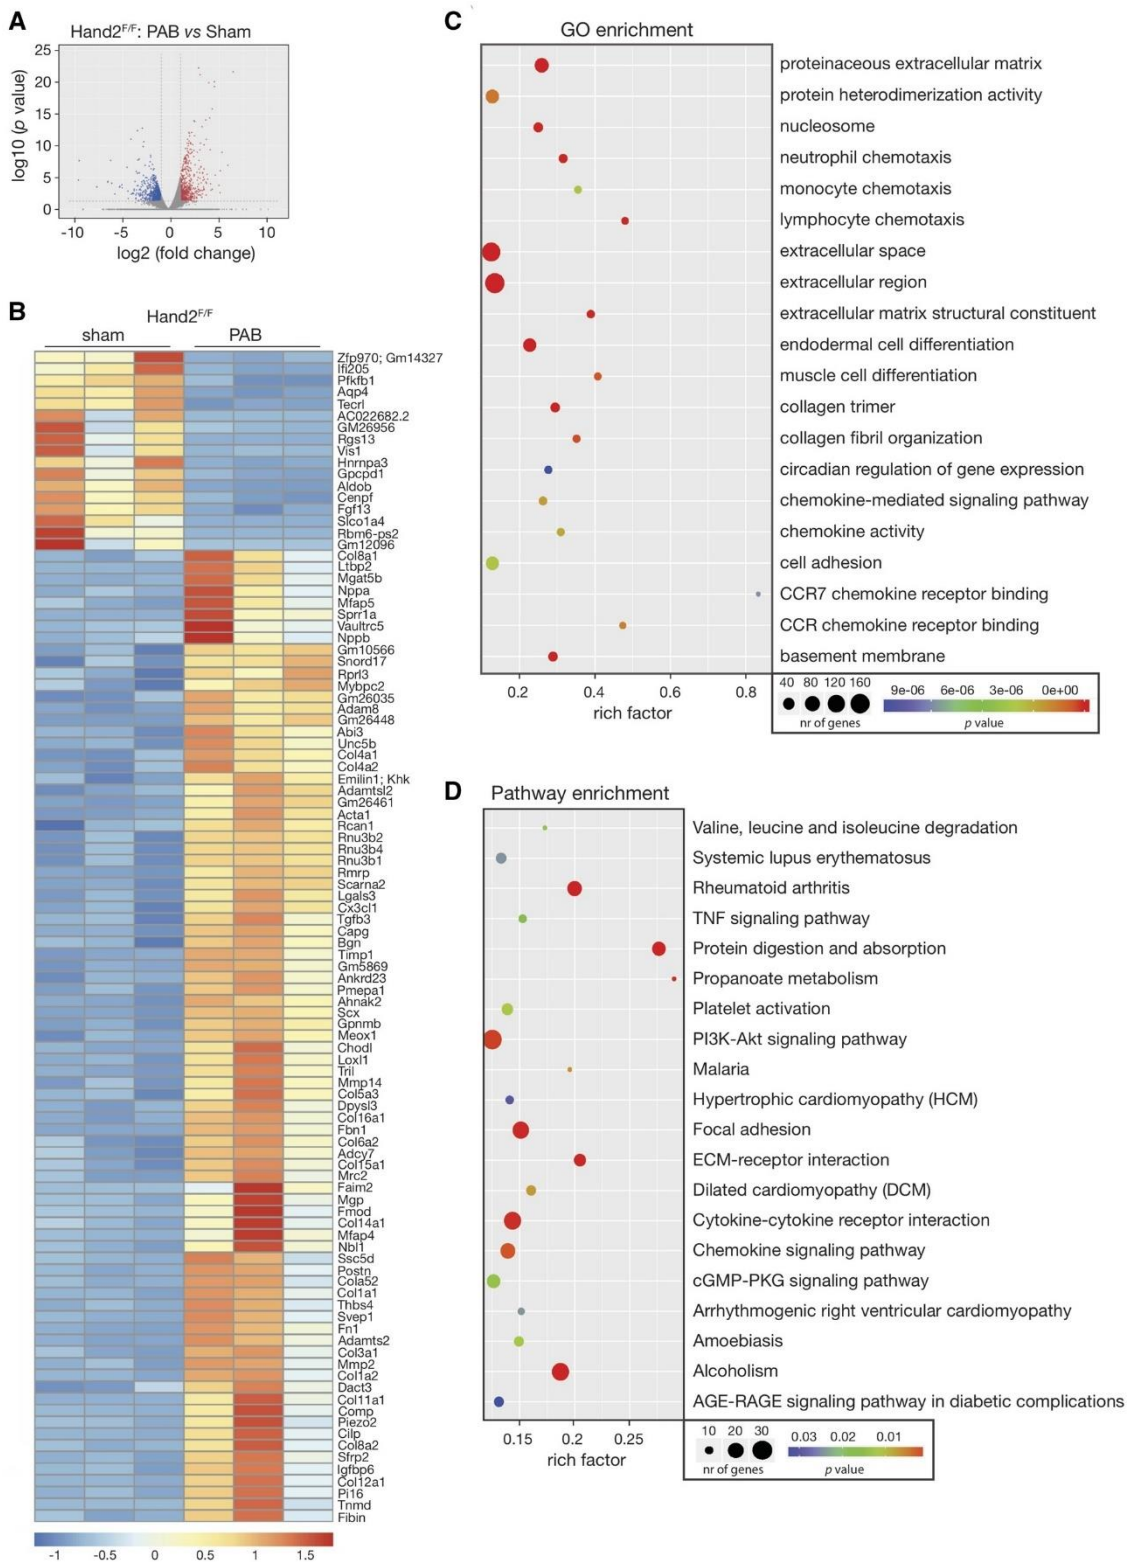 A
Hand2F/F: PAB vs Sham
log10 (p value)
25
20
15
10
5
0
-10 -5 0 5 10
log2 (fold change)
B
Hand2F/F
sham PAB
Zfp970; Gm14327
Ifi205
Pfkfb1
Aqp4
Tecrl
AC022682.2
GM26956
Rgs13
Vis1
Hnrnpa3
Gpcpd1
Aldob
Cenpf
Fgf13
Slco1a4
Rbm6-ps2
Gm12096
Col8a1
Ltbp2
Mgat5b
Nppa
Mfap5
Sprr1a
Vaultrc5
Nppb
Gm10566
Snord17
Rprl3
Mybpc2
Gm26035
Adam8
Gm26448
Abi3
Unc5b
Col4a1
Col4a2
Emilin1; Khk
Adamtsl2
Gm26461
Acta1
Rcan1
Rnu3b2
Rnu3b4
Rnu3b1
Rmrp
Scarna2
Lgals3
Cx3cl1
Tgfb3
Capg
Bgn
Timp1
Gm5869
Ankrd23
Pmepa1
Ahnak2
Scx
Gpnmb
Meox1
Chodl
Loxl1
Tril
Mmp14
Col5a3
Dpysl3
Col16a1
Fbn1
Col6a2
Adcy7
Col15a1
Mrc2
Faim2
Mgp
Fmod
Col14a1
Mfap4
Nbl1
Ssc5d
Postn
Cola52
Col1a1
Thbs4
Svep1
Fn1
Adamts2
Col3a1
Mmp2
Col1a2
Dact3
Col11a1
Comp
Piezo2
Cilp
Col8a2
Sfrp2
Igfbp6
Col12a1
Pi16
Tnmd
Fibin
-1 -0.5 0 0.5 1 1.5
C
GO enrichment
proteinaceous extracellular matrix
protein heterodimerization activity
nucleosome
neutrophil chemotaxis
monocyte chemotaxis
lymphocyte chemotaxis
extracellular space
extracellular region
extracellular matrix structural constituent
endodermal cell differentiation
muscle cell differentiation
collagen trimer
collagen fibril organization
circadian regulation of gene expression
chemokine-mediated signaling pathway
chemokine activity
cell adhesion
CCR7 chemokine receptor binding
CCR chemokine receptor binding
basement membrane
0.2 0.4 0.6 0.8
rich factor
40 80 120 160
nr of genes
9e-06 6e-06 3e-06 0e+00
p value
D
Pathway enrichment
Valine, leucine and isoleucine degradation
Systemic lupus erythematosus
Rheumatoid arthritis
TNF signaling pathway
Protein digestion and absorption
Propanoate metabolism
Platelet activation
PI3K-Akt signaling pathway
Malaria
Hypertrophic cardiomyopathy (HCM)
Focal adhesion
ECM-receptor interaction
Dilated cardiomyopathy (DCM)
Cytokine-cytokine receptor interaction
Chemokine signaling pathway
cGMP-PKG signaling pathway
Arrhythmogenic right ventricular cardiomyopathy
Amoebiasis
Alcoholism
AGE-RAGE signaling pathway in diabetic complications
0.15 0.2 0.25
rich factor
10 20 30
nr of genes
0.03 0.02 0.01
p value